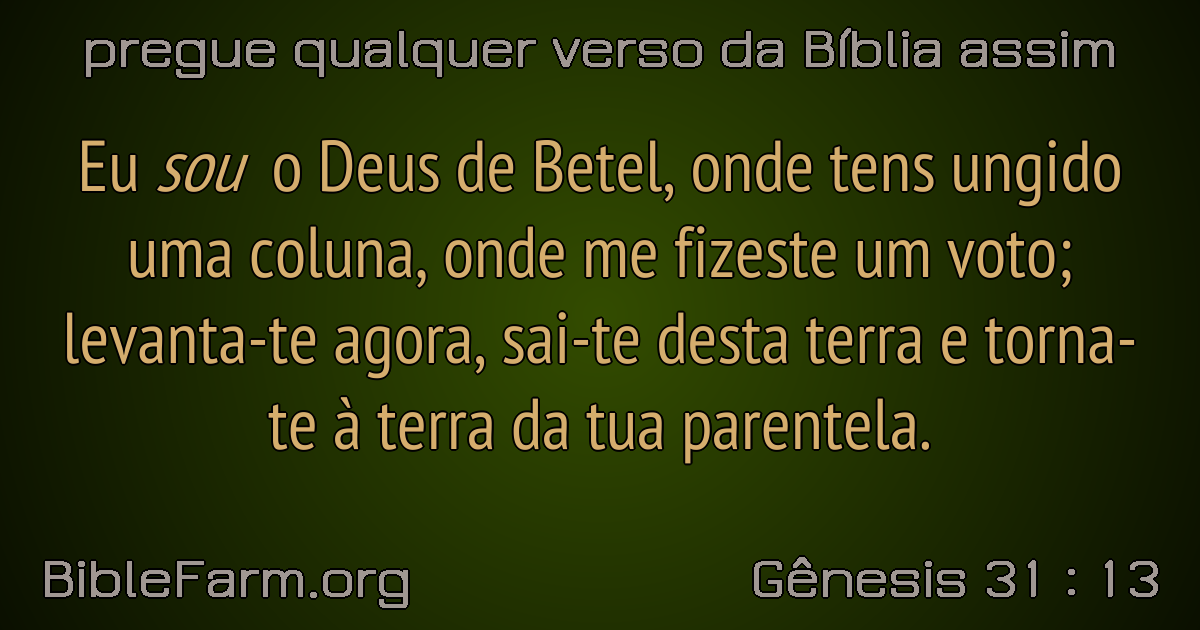 pregue qualquer verso da Bíblia assim
Eu sou o Deus de Betel, onde tens ungido
uma coluna, onde me fizeste um voto;
levanta-te agora, sai-te desta terra e torna-
te à terra da tua parentela.
BibleFarm.org
Gênesis 31 : 13